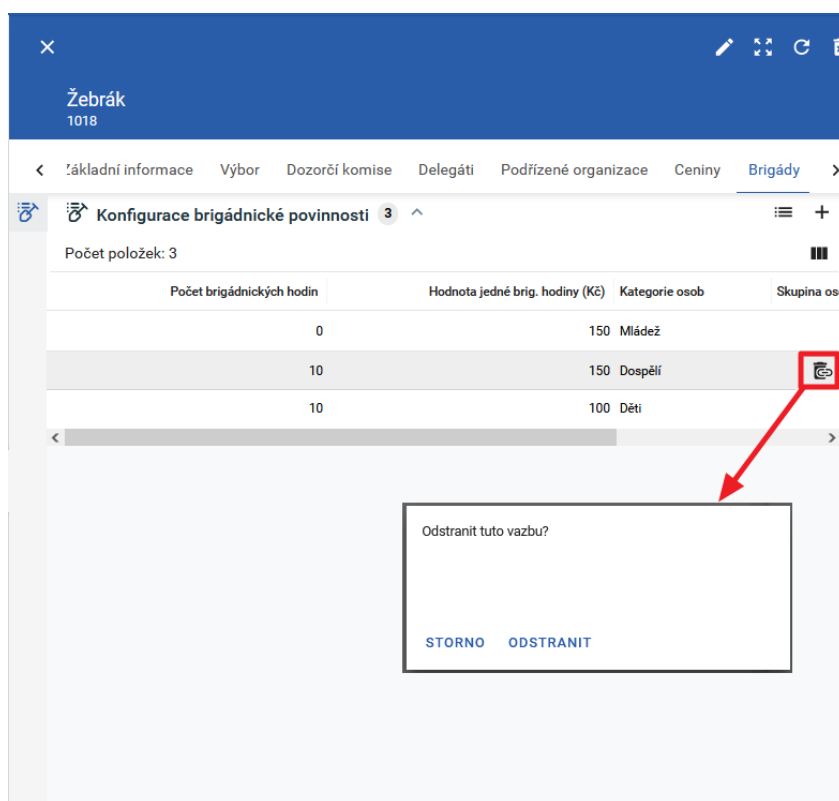 Žebrák
1018
Základní informace Výbor Dozorčí komise Delegáti Podřízené organizace Ceniny Brigády
Konfigurace brigádnické povinnosti 3
Počet položek: 3
Počet brigádnických hodin Hodnota jedné brig. hodiny (Kč) Kategorie osob Skupina os
0 150 Mládež
10 150 Dospělí
10 100 Děti
Odstranit tuto vazbu?
STORNO ODSTRANIT